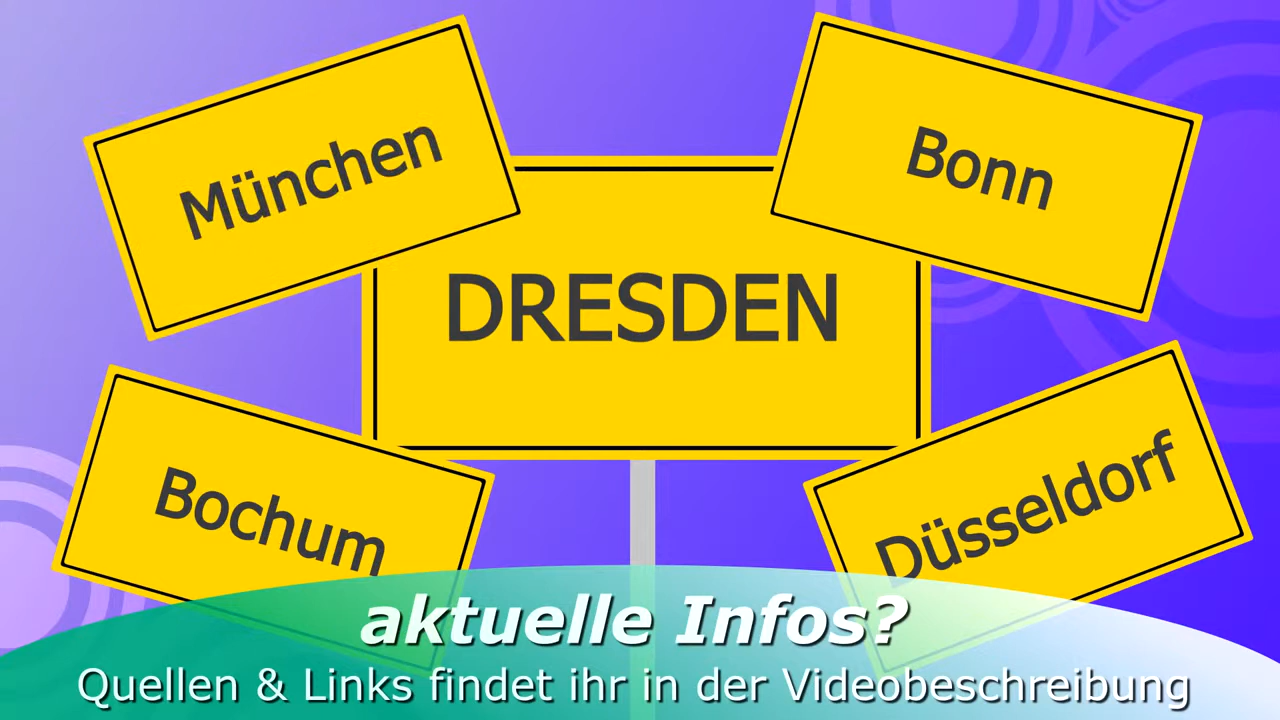 München
Bonn
DRESDEN
Bochum
Düsseldorf
aktuelle Infos?
Quellen & Links findet ihr in der Videobeschreibung